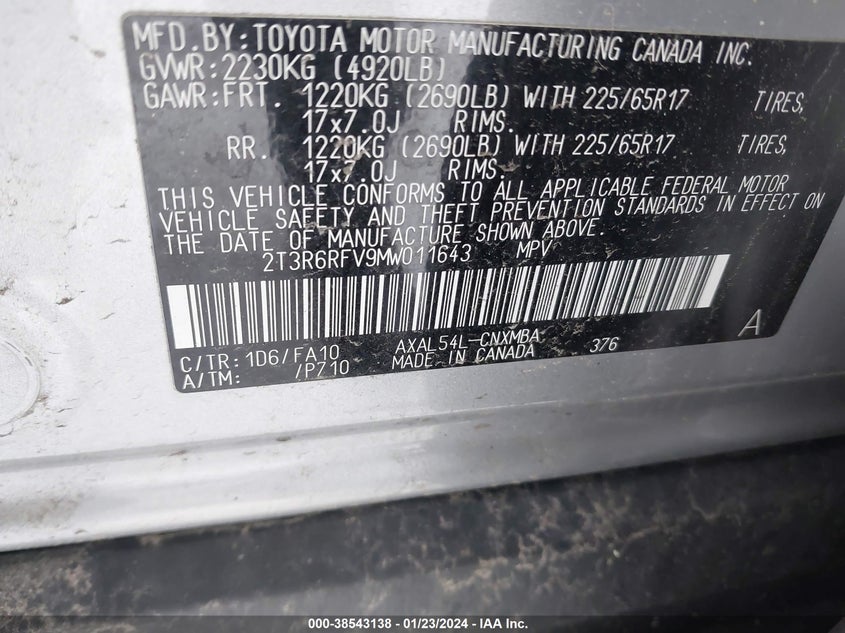 MFD. BY: TOYOTA MOTOR MANUFACTURING CANADA INC.
GVWR: 2230KG (4920LB)
GAWR: FRT. 1220KG (2690LB) WITH 225/65R17 TIRES,
17x7.0J RIMS.
RR. 1220KG (2690LB) WITH 225/65R17 TIRES,
17x7.0J RIMS.
THIS VEHICLE CONFORMS TO ALL APPLICABLE FEDERAL MOTOR
VEHICLE SAFETY AND THEFT PREVENTION STANDARDS IN EFFECT ON
THE DATE OF MANUFACTURE SHOWN ABOVE.
2T3R6RFV9MW011643 MPV
A
C/TR: 1D6/FA10 AXAL54L-CNXMBA 376
A/TM: /PZ10 MADE IN CANADA
000-38543138 - 01/23/2024 - IAA Inc.